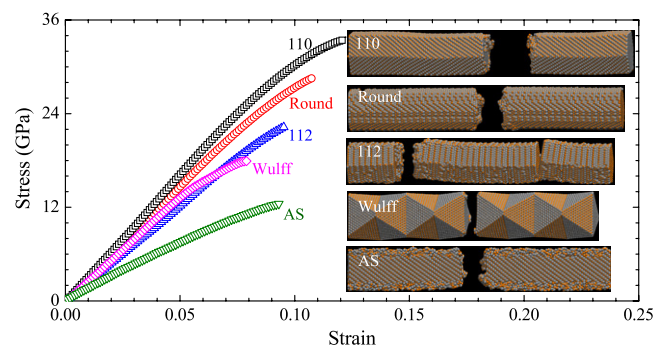 36
24
12
0
Stress (GPa)
110
Round
112
Wulff
AS
110
Round
112
Wulff
AS
0.00 0.05 0.10 0.15 0.20 0.25
Strain